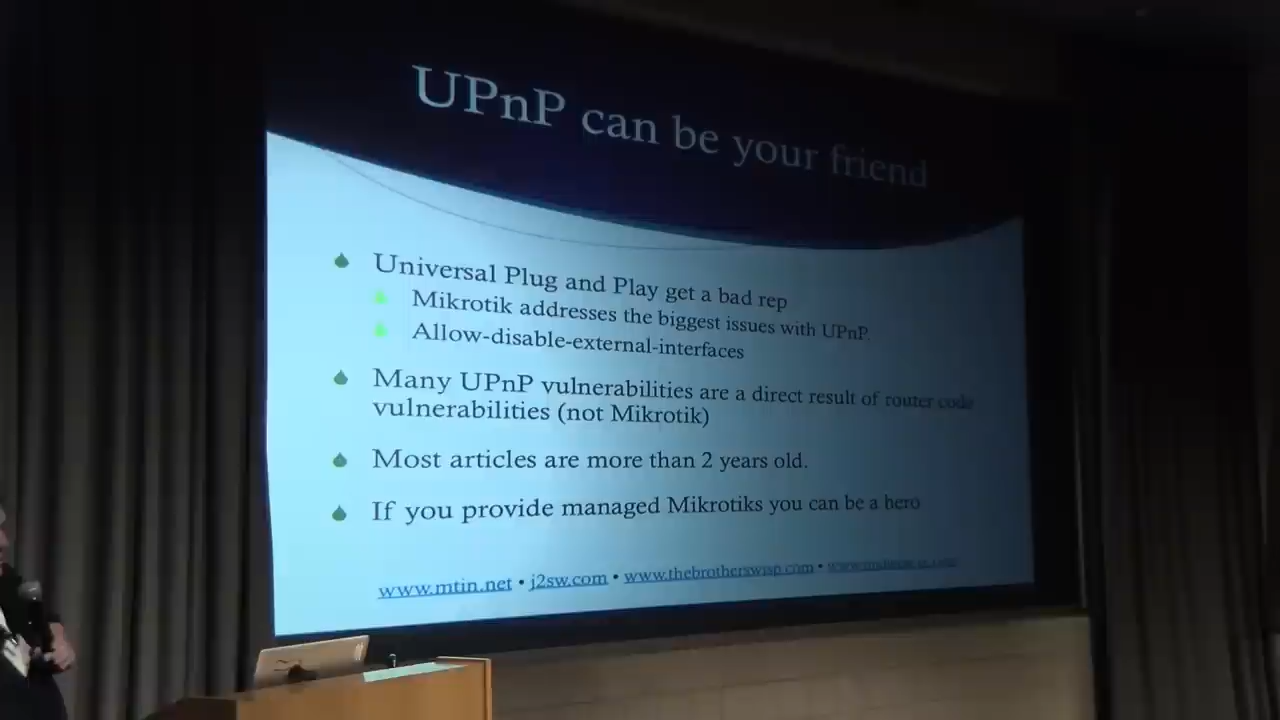 UPnP can be your friend
Universal Plug and Play get a bad rep
Mikrotik addresses the biggest issues with UPnP.
Allow-disable-external-interfaces
Many UPnP vulnerabilities are a direct result of router code
vulnerabilities (not Mikrotik)
Most articles are more than 2 years old.
If you provide managed Mikrotiks you can be a hero
www.mtin.net • j2sw.com • www.thebrotherswisp.com •